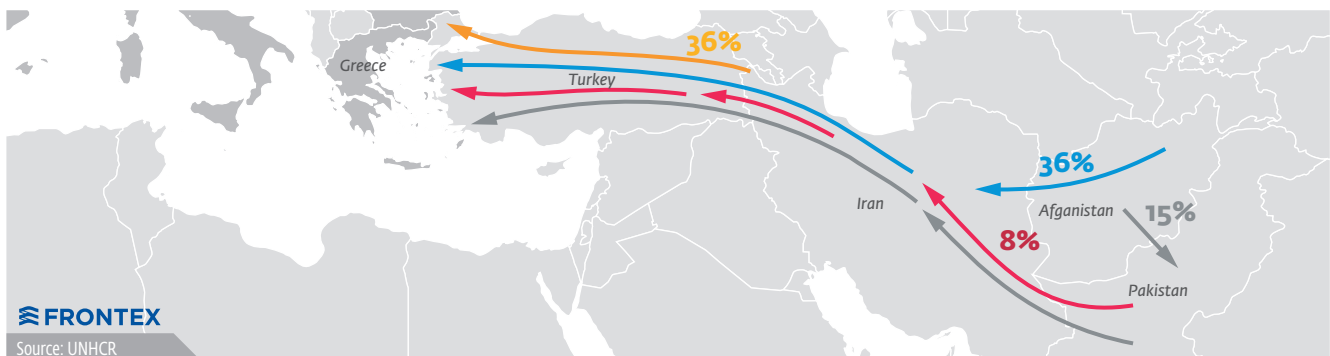 36%
Greece
Turkey
36%
Iran
Afganistan
15%
8%
Pakistan
FRONTEX
Source: UNHCR